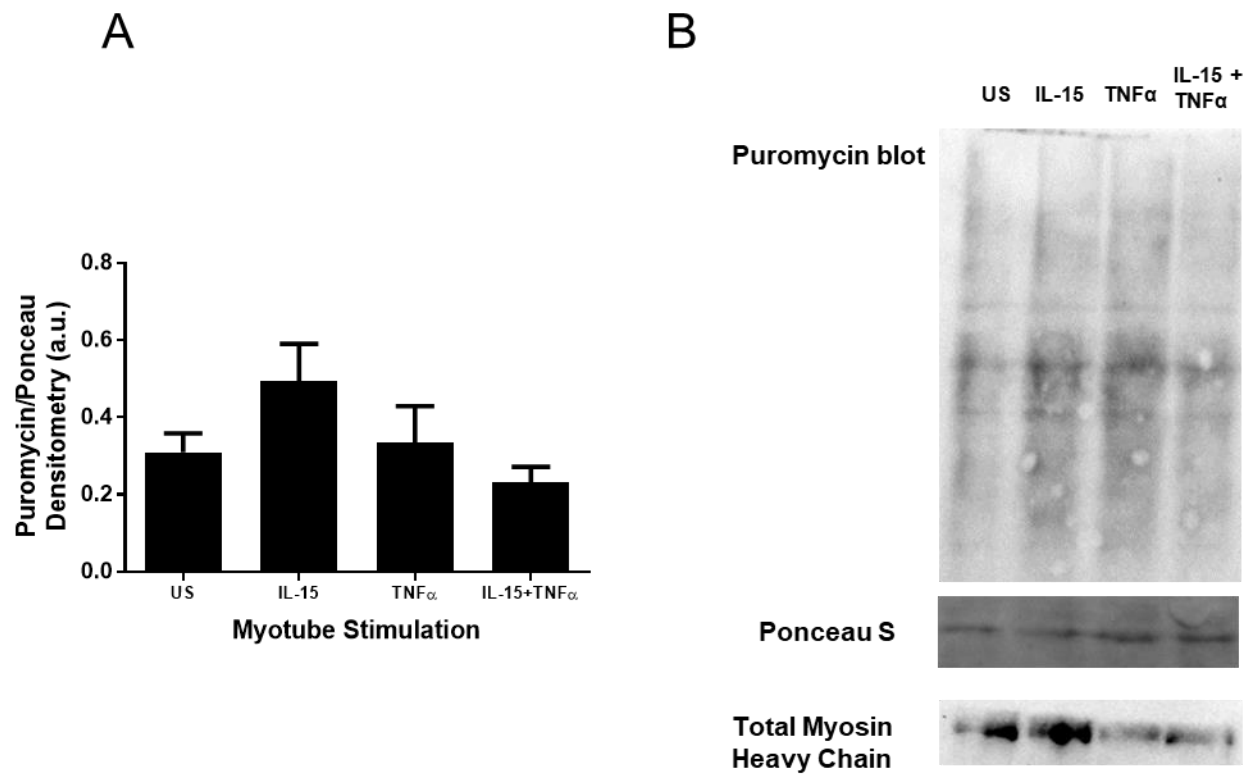 A
0.8
0.6
0.4
0.2
0.0
Puromycin/Ponceau
Densitometry (a.u.)
US
IL-15
TNFα
IL-15+TNFα
Myotube Stimulation
B
US
IL-15
TNFα
IL-15 +
TNFα
Puromycin blot
Ponceau S
Total Myosin
Heavy Chain